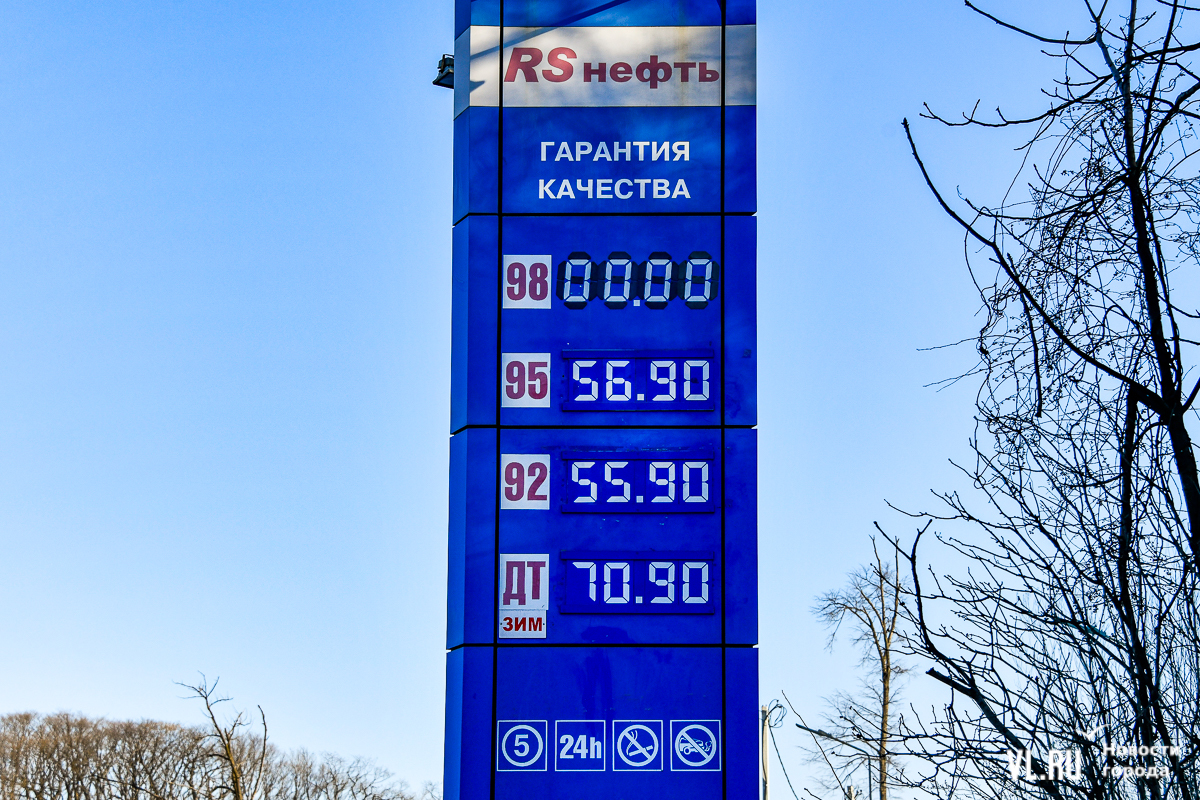 RS нефть
ГАРАНТИЯ
КАЧЕСТВА
98 00.00
95 56.90
92 55.90
ДТ 70.90
ЗИМ
5 24h
VL.RU Новости города